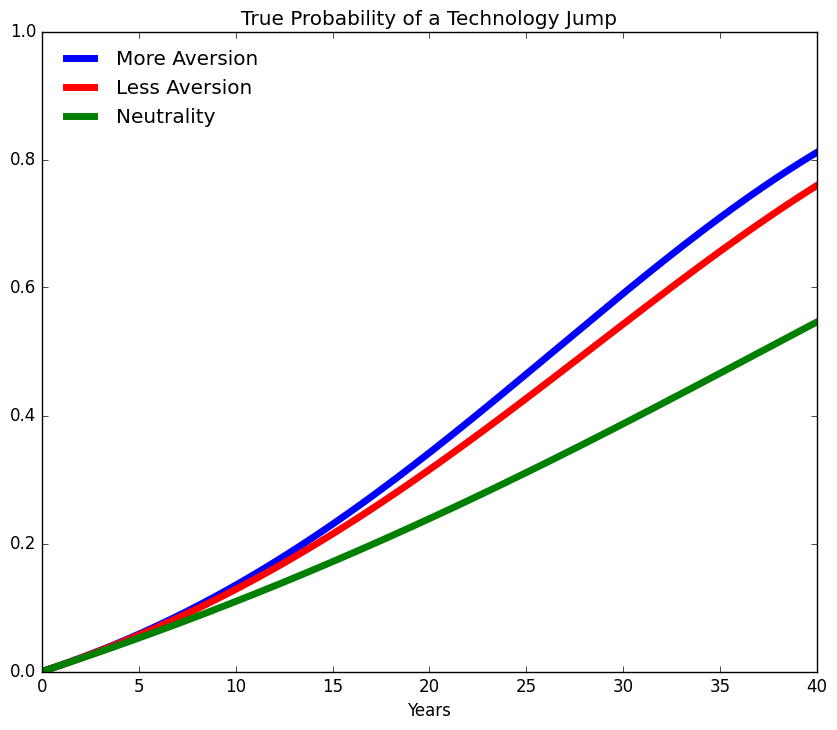 True Probability of a Technology Jump
1.0
More Aversion
Less Aversion
Neutrality
0.8
0.6
0.4
0.2
0.0
0 5 10 15 20 25 30 35 40
Years